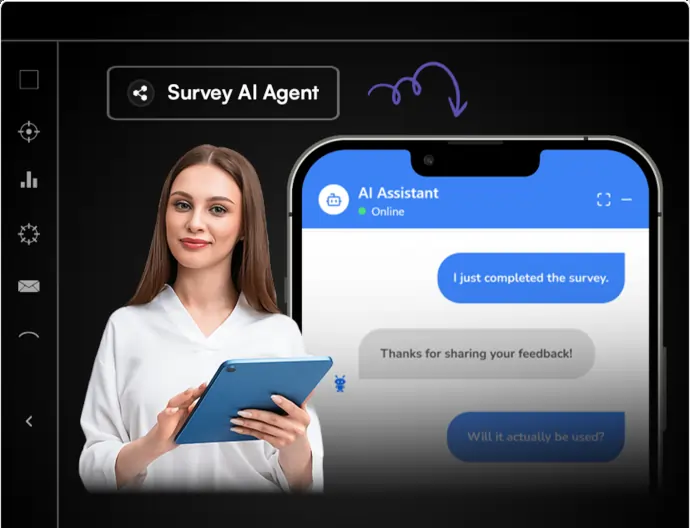 Survey AI Agent
AI Assistant
Online
I just completed the survey.
Thanks for sharing your feedback!
Will it actually be used?